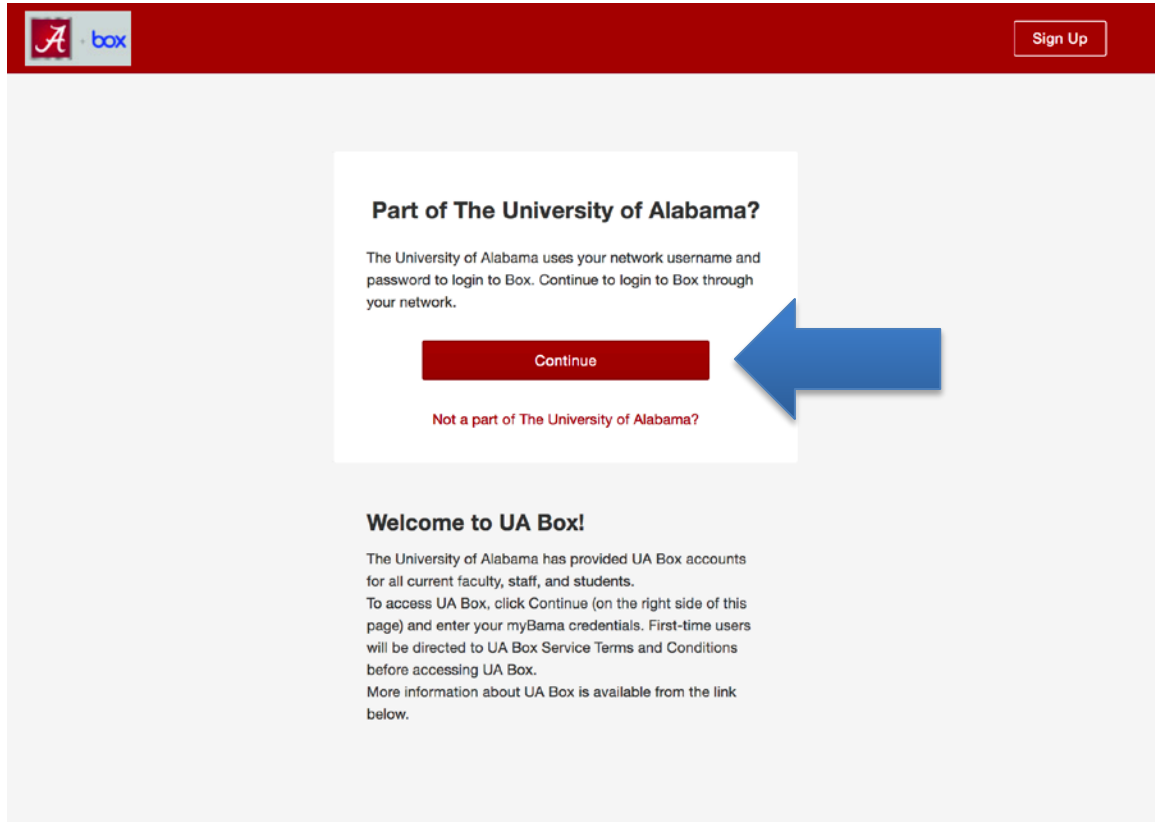 A box
Sign Up
Part of The University of Alabama?
The University of Alabama uses your network username and
password to login to Box. Continue to login to Box through
your network.
Continue
Not a part of The University of Alabama?
Welcome to UA Box!
The University of Alabama has provided UA Box accounts
for all current faculty, staff, and students.
To access UA Box, click Continue (on the right side of this
page) and enter your myBama credentials. First-time users
will be directed to UA Box Service Terms and Conditions
before accessing UA Box.
More information about UA Box is available from the link
below.